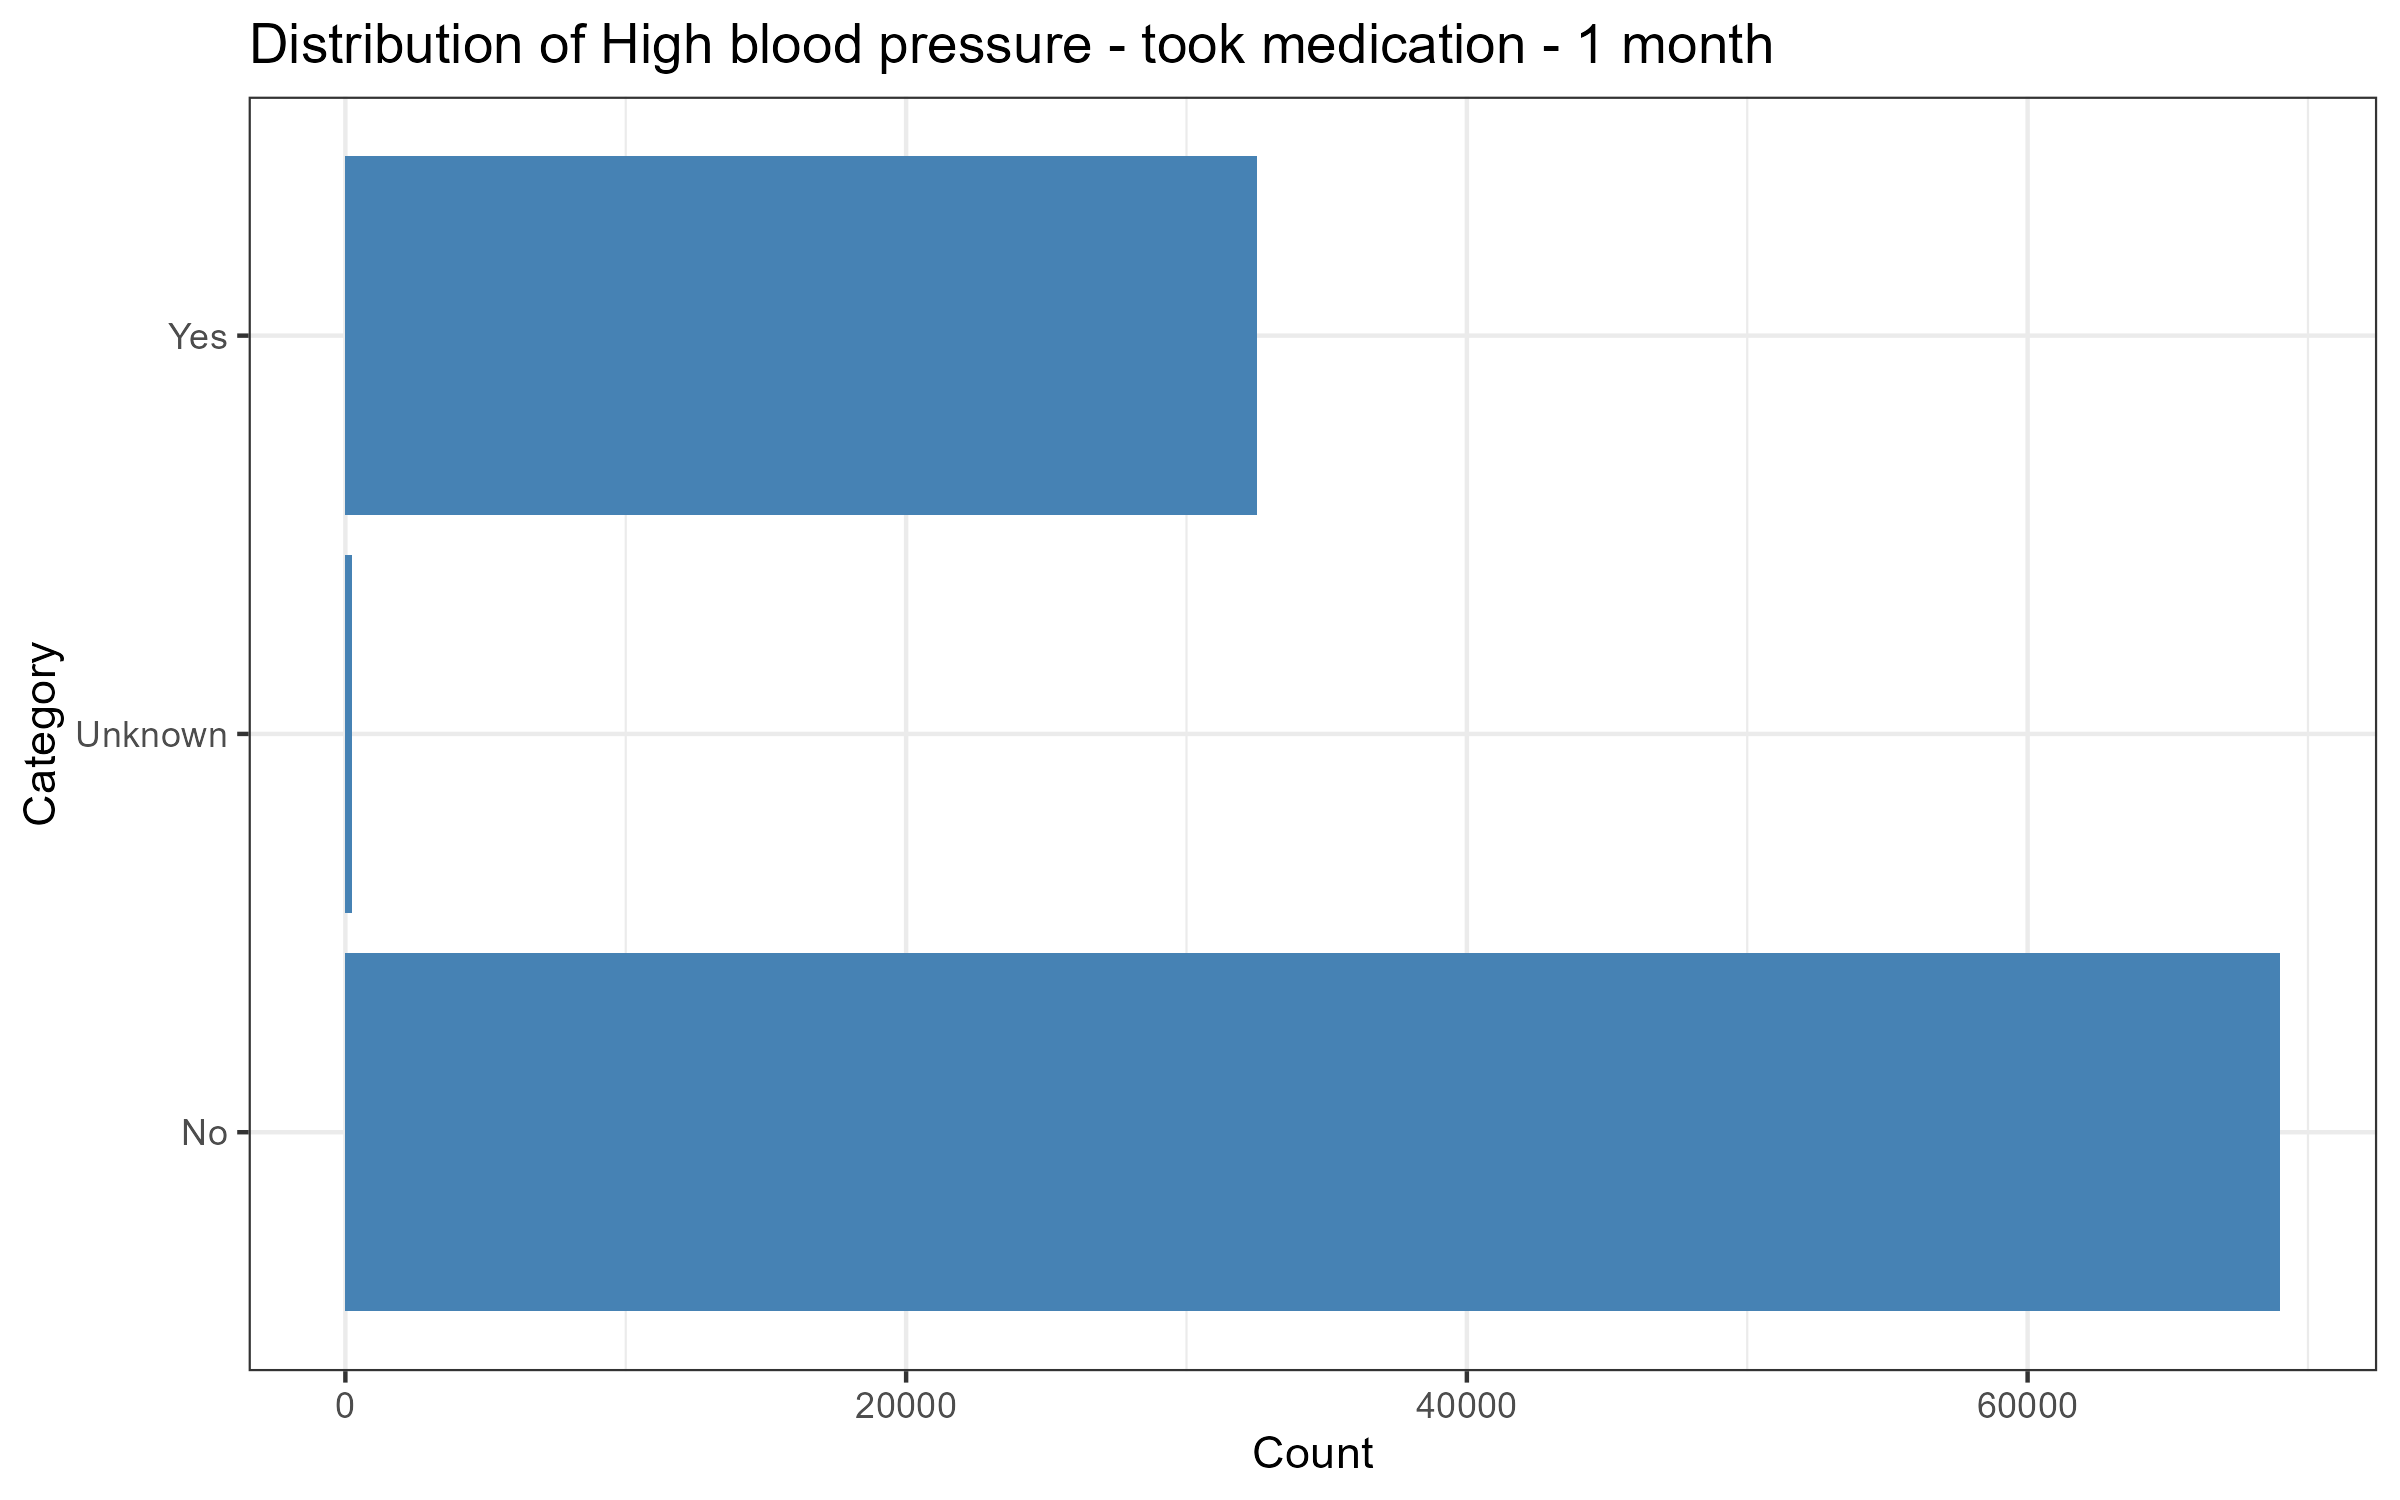 Distribution of High blood pressure - took medication - 1 month
Category
Yes
Unknown
No
0 20000 40000 60000
Count